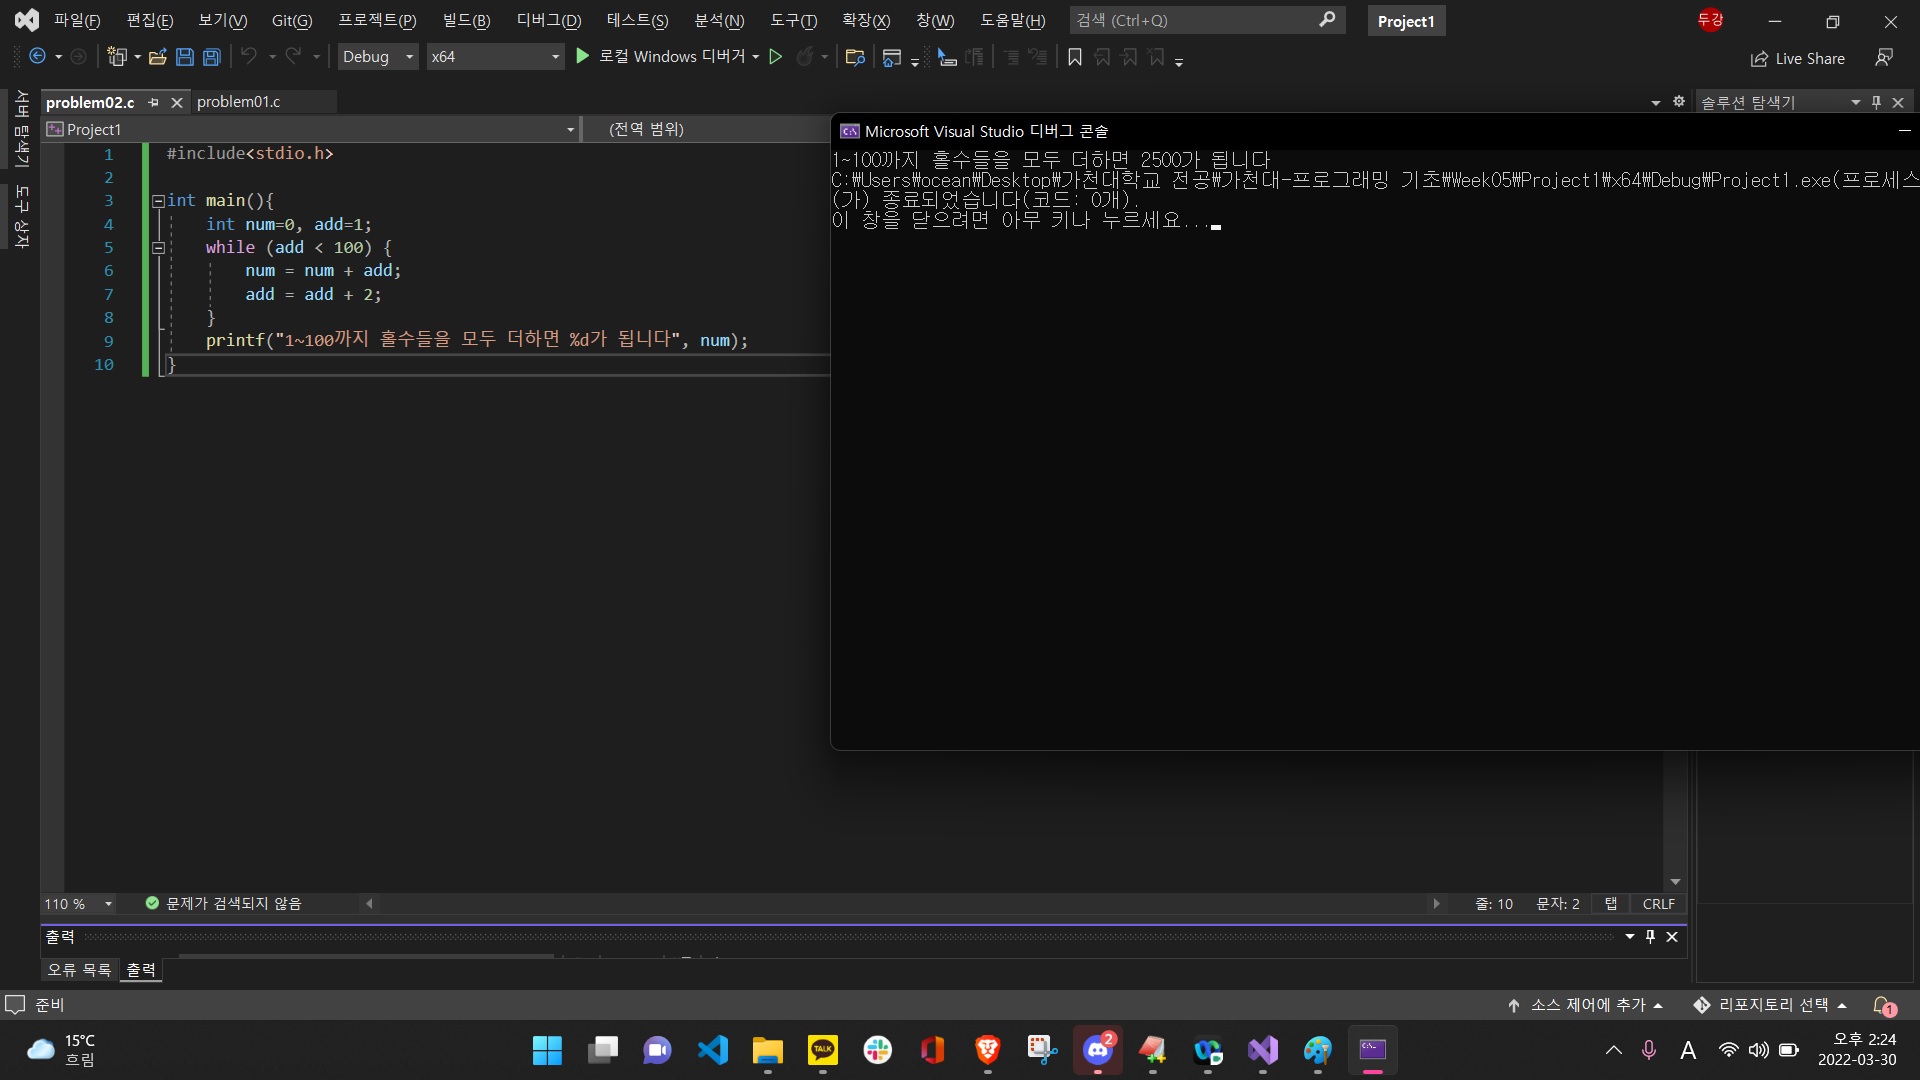 파일(F) 편집(E) 보기(V) Git(G) 프로젝트(P) 빌드(B) 디버그(D) 테스트(S) 분석(N) 도구(T) 확장(X) 창(W) 도움말(H) 검색 (Ctrl+Q) Project1 두강
Debug x64 로컬 Windows 디버거 Live Share
서버 탐색기
도구 상자
problem02.c problem01.c
솔루션 탐색기
Project1 (전역 범위)
1 #include<stdio.h>
2
3 int main(){
4 int num=0, add=1;
5 while (add < 100) {
6 num = num + add;
7 add = add + 2;
8 }
9 printf("1~100까지 홀수들을 모두 더하면 %d가 됩니다", num);
10 }
Microsoft Visual Studio 디버그 콘솔
1~100까지 홀수들을 모두 더하면 2500가 됩니다
C:₩Users₩ocean₩Desktop₩가천대학교 전공₩가천대-프로그래밍 기초₩Week05₩Project1₩x64₩Debug₩Project1.exe(프로세스
(가) 종료되었습니다(코드: 0개).
이 창을 닫으려면 아무 키나 누르세요...
110 % 문제가 검색되지 않음 줄: 10 문자: 2 탭 CRLF
출력
오류 목록 출력
준비 소스 제어에 추가 리포지토리 선택 1
15°C
흐림
TALK
2
A
오후 2:24
2022-03-30